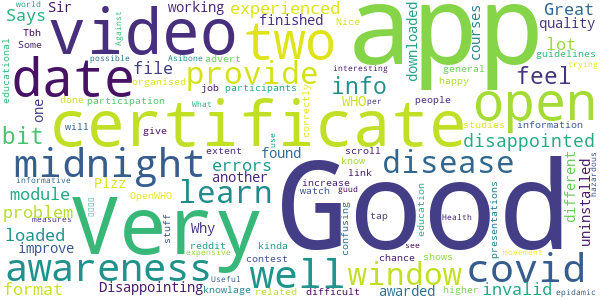 world
Says
Tbh
Some
Sir
Against
video
working
finished
two
experienced
Nice
advert
app
Great
quality
guidelines
educational
date
file
Asibone
possible
organised
provide
job
participants
participation
info
WHO
per
downloaded
courses
lot
feel
interesting
trying
general
happy
people
one
done
What
will
give
correctly
certificate
open
studies
information
bit
midnight
errors
found
extent
know
scroll
link
disease
disappointed
another
Why
use
very
learn
module
Plzz
OpenWHO
stuff
problem
loaded
improve
reddit
kinda
increase
watch
guud
tap
confusing
chance
shows
see
Health
education
presentations
different
uninstalled
hazardous
informative
measures
Good
awareness
well
window
covid
expensive
contest
Useful
knowlage
related
difficult
format
Disappointing
awarded
higher
invalid
movement
epidamic